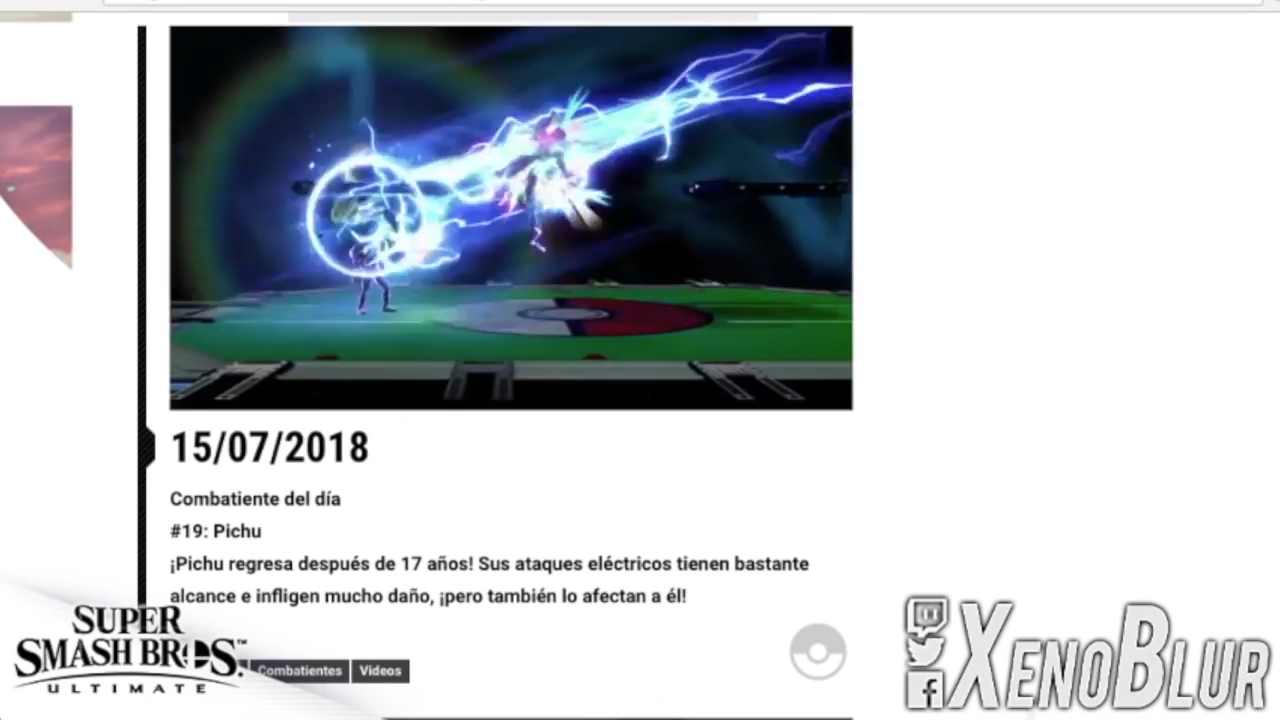 15/07/2018
Combatiente del día
#19: Pichu
¡Pichu regresa después de 17 años! Sus ataques eléctricos tienen bastante
alcance e infligen mucho daño, ¡pero también lo afectan a él!
Combatientes Videos
SUPER
SMASH BROS.™
ULTIMATE
XENOBLUR